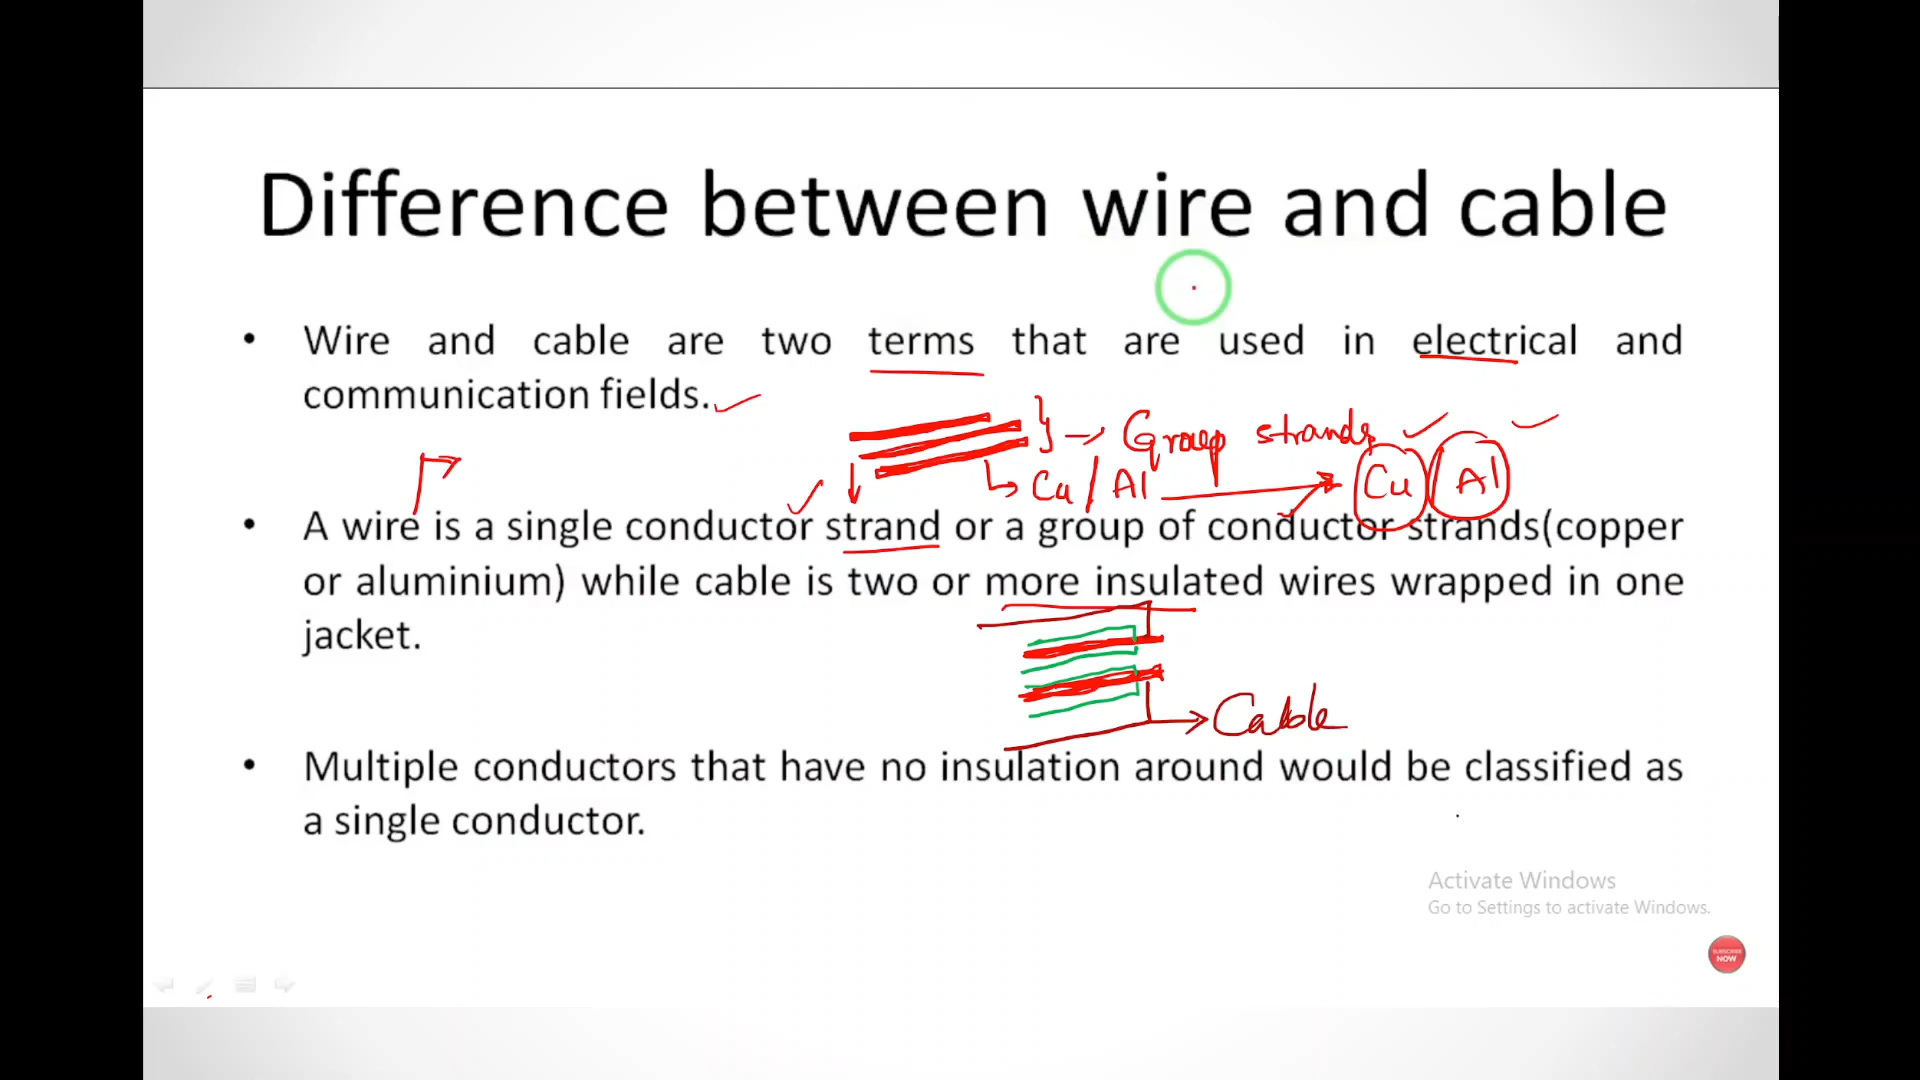 Difference between wire and cable
• Wire and cable are two terms that are used in electrical and
communication fields.
Group strands
Cu / Al Cu Al
• A wire is a single conductor strand or a group of conductor strands(copper
or aluminium) while cable is two or more insulated wires wrapped in one
jacket.
Cable
• Multiple conductors that have no insulation around would be classified as
a single conductor.
Activate Windows
Go to Settings to activate Windows.
SUBSCRIBE
NOW